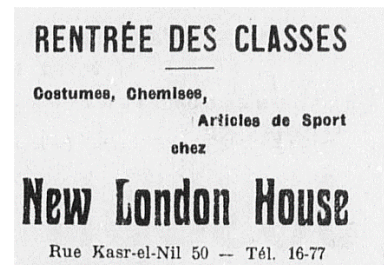 RENTRÉE DES CLASSES
Costumes, Chemises,
Articles de Sport
chez
New London House
Rue Kasr-el-Nil 50 — Tél. 16-77